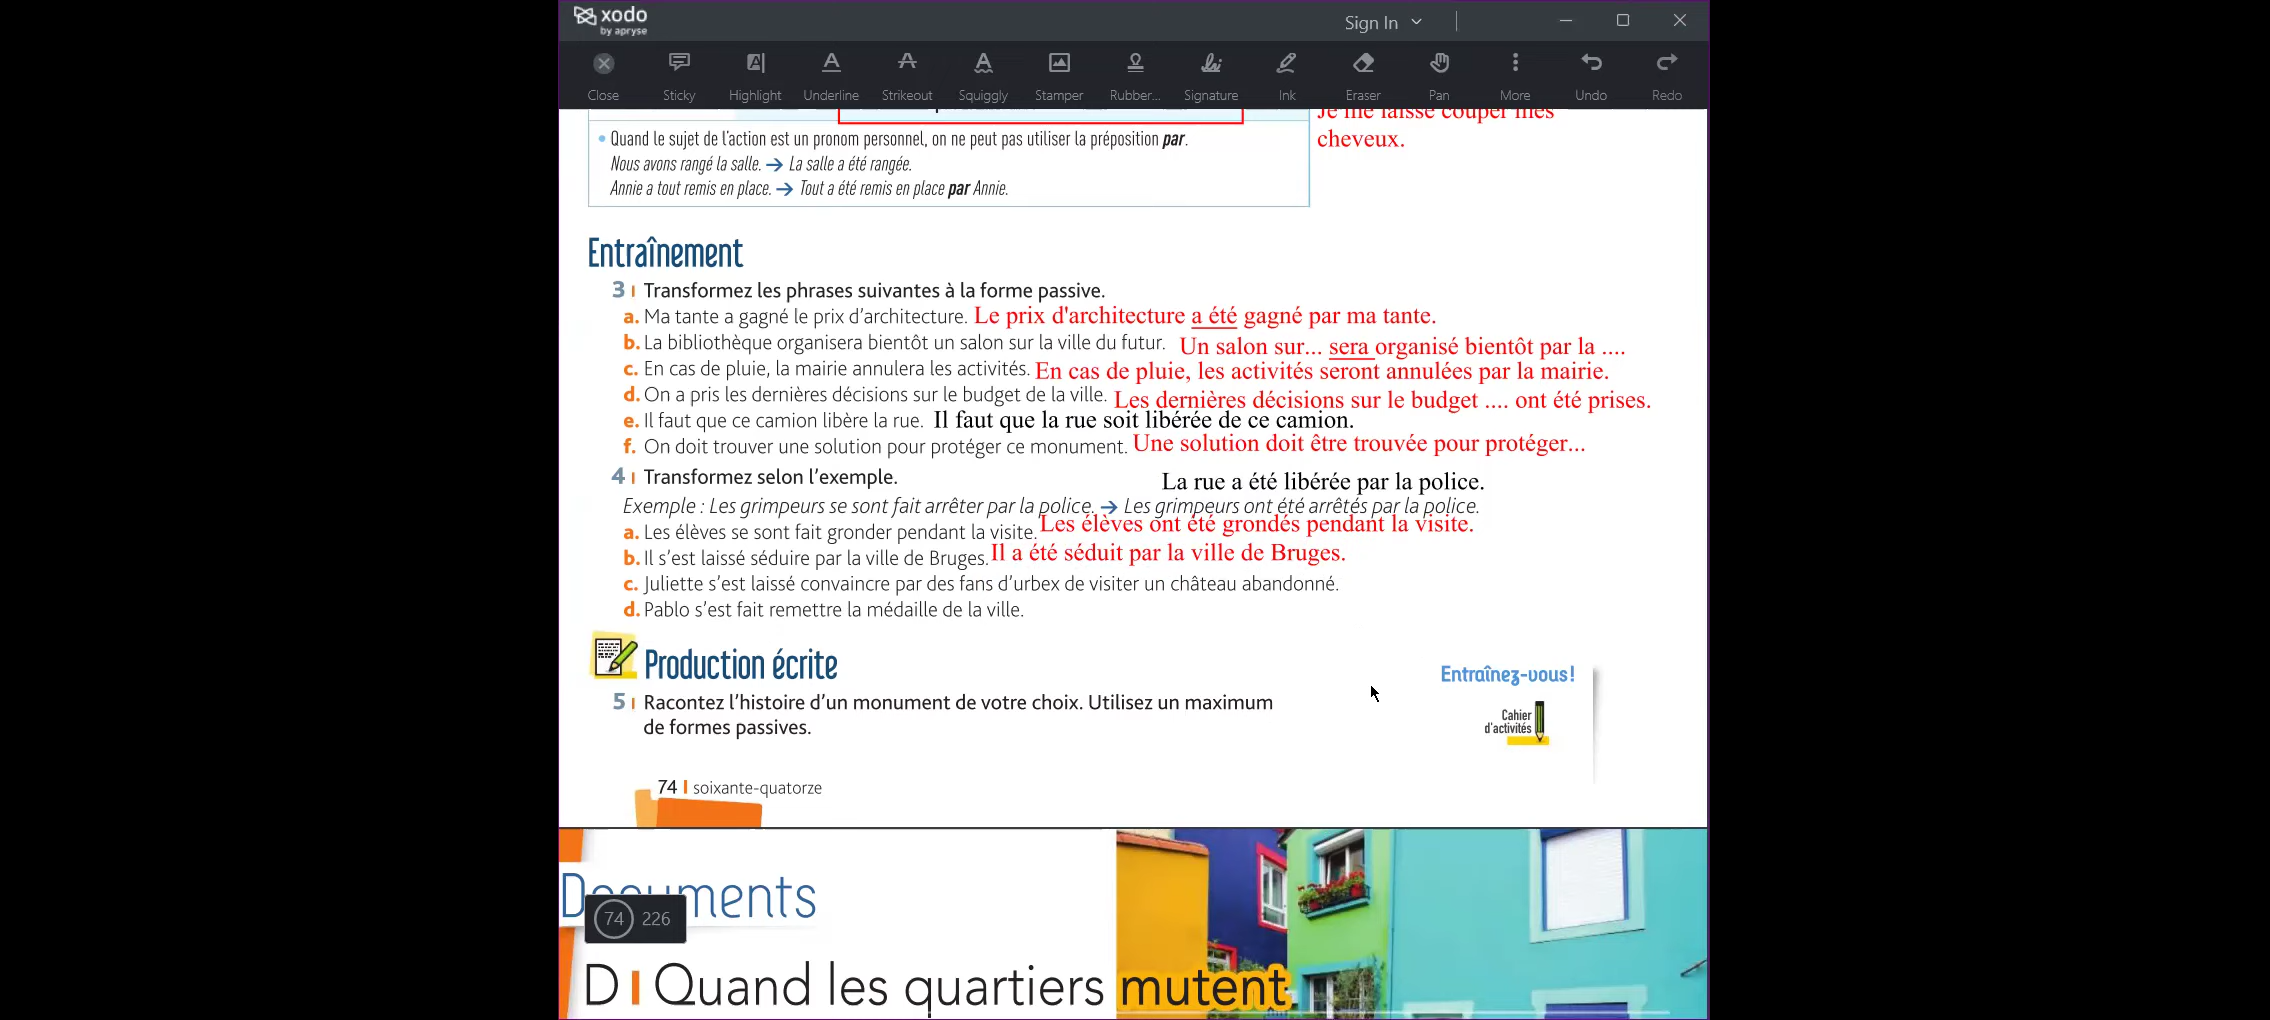 xodo
by apryse
Sign In
Close Sticky Highlight Underline Strikeout Squiggly Stamper Rubber... Signature Ink Eraser Pan More Undo Redo
Je me laisse couper mes
cheveux.
Quand le sujet de l'action est un pronom personnel, on ne peut pas utiliser la préposition par.
Nous avons rangé la salle. → La salle a été rangée.
Annie a tout remis en place. → Tout a été remis en place par Annie.
Entraînement
3 I Transformez les phrases suivantes à la forme passive.
a. Ma tante a gagné le prix d'architecture. Le prix d'architecture a été gagné par ma tante.
b. La bibliothèque organisera bientôt un salon sur la ville du futur. Un salon sur... sera organisé bientôt par la ....
c. En cas de pluie, la mairie annulera les activités. En cas de pluie, les activités seront annulées par la mairie.
d. On a pris les dernières décisions sur le budget de la ville. Les dernières décisions sur le budget .... ont été prises.
e. Il faut que ce camion libère la rue. Il faut que la rue soit libérée de ce camion.
f. On doit trouver une solution pour protéger ce monument. Une solution doit être trouvée pour protéger...
4 I Transformez selon l'exemple.
La rue a été libérée par la police.
Exemple : Les grimpeurs se sont fait arrêter par la police. → Les grimpeurs ont été arrêtés par la police.
a. Les élèves se sont fait gronder pendant la visite. Les élèves ont été grondés pendant la visite.
b. Il s'est laissé séduire par la ville de Bruges. Il a été séduit par la ville de Bruges.
c. Juliette s'est laissé convaincre par des fans d'urbex de visiter un château abandonné.
d. Pablo s'est fait remettre la médaille de la ville.
Production écrite
5 I Racontez l'histoire d'un monument de votre choix. Utilisez un maximum
de formes passives.
Entraînez-vous !
Cahier
d'activités
74 I soixante-quatorze
Documents
74 226
D I Quand les quartiers mutent